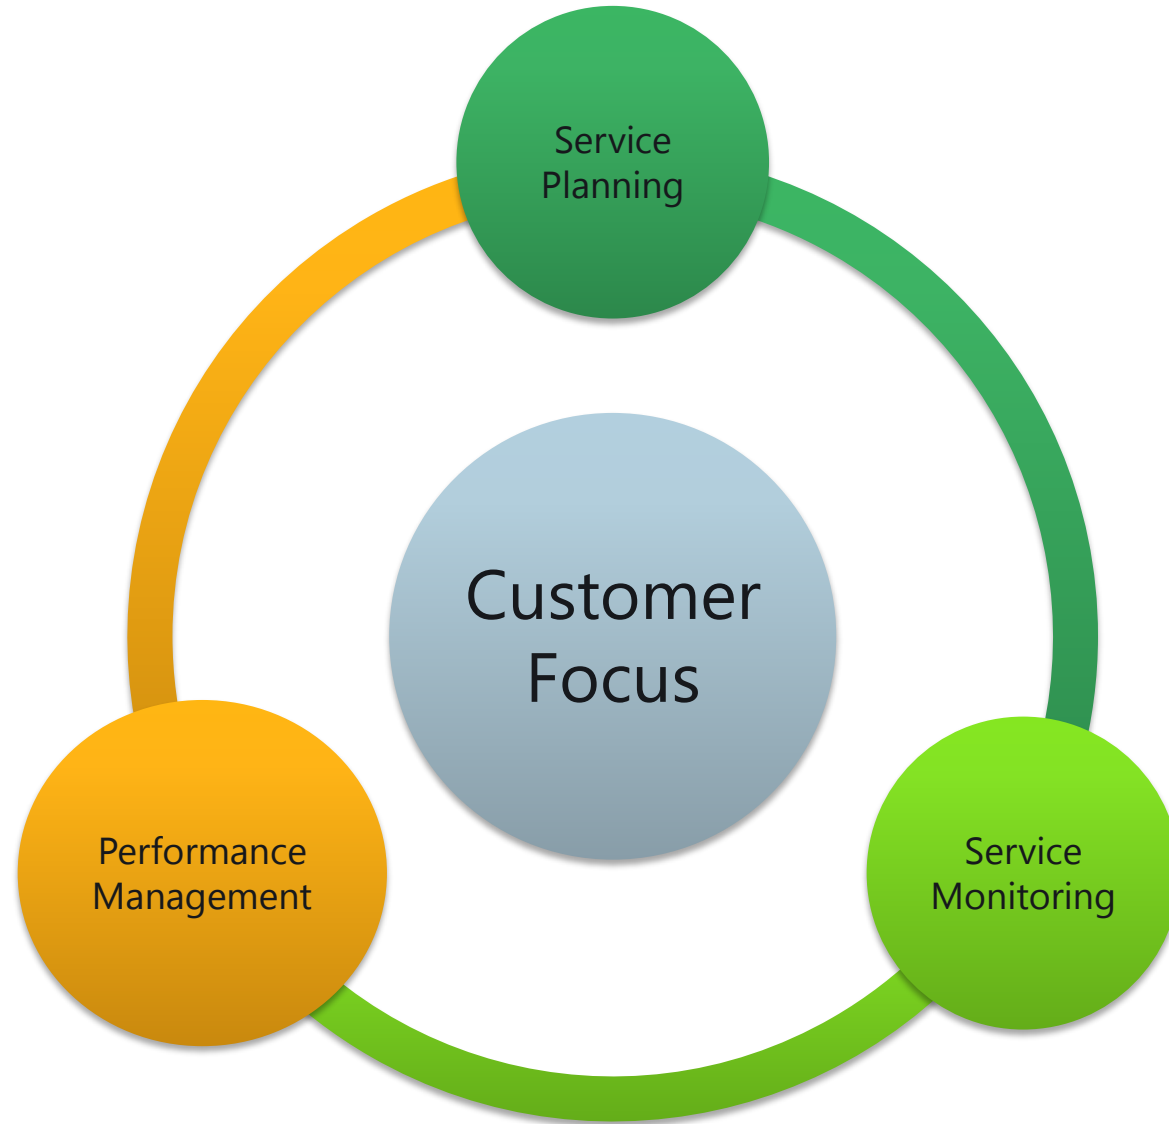 Service
Planning
Customer
Focus
Performance
Management
Service
Monitoring